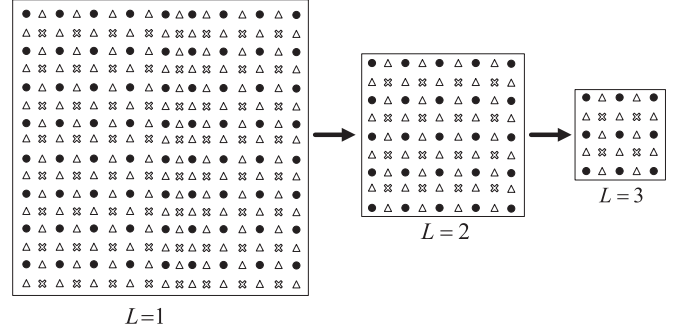 L = 3
L = 2
L=1